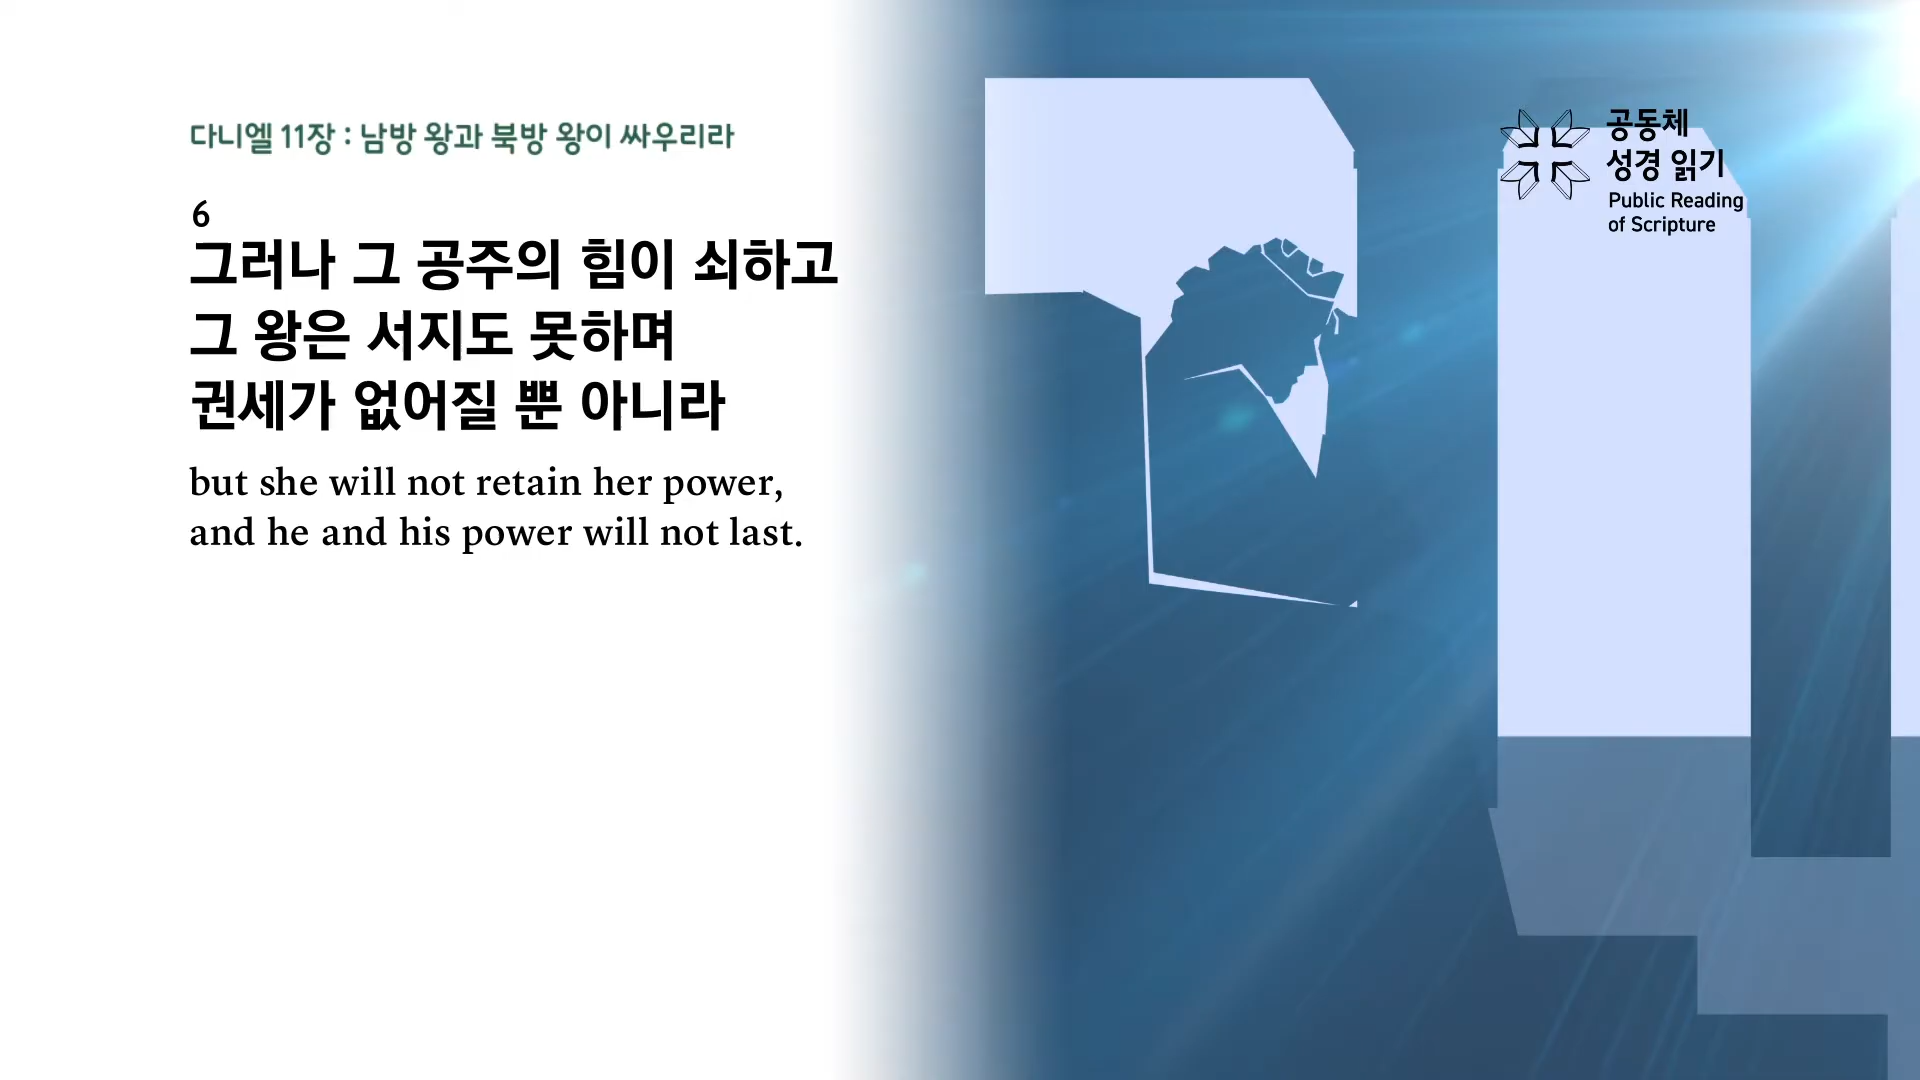 다니엘 11장 : 남방 왕과 북방 왕이 싸우리라
6
그러나 그 공주의 힘이 쇠하고
그 왕은 서지도 못하며
권세가 없어질 뿐 아니라
but she will not retain her power,
and he and his power will not last.
공동체
성경 읽기
Public Reading
of Scripture